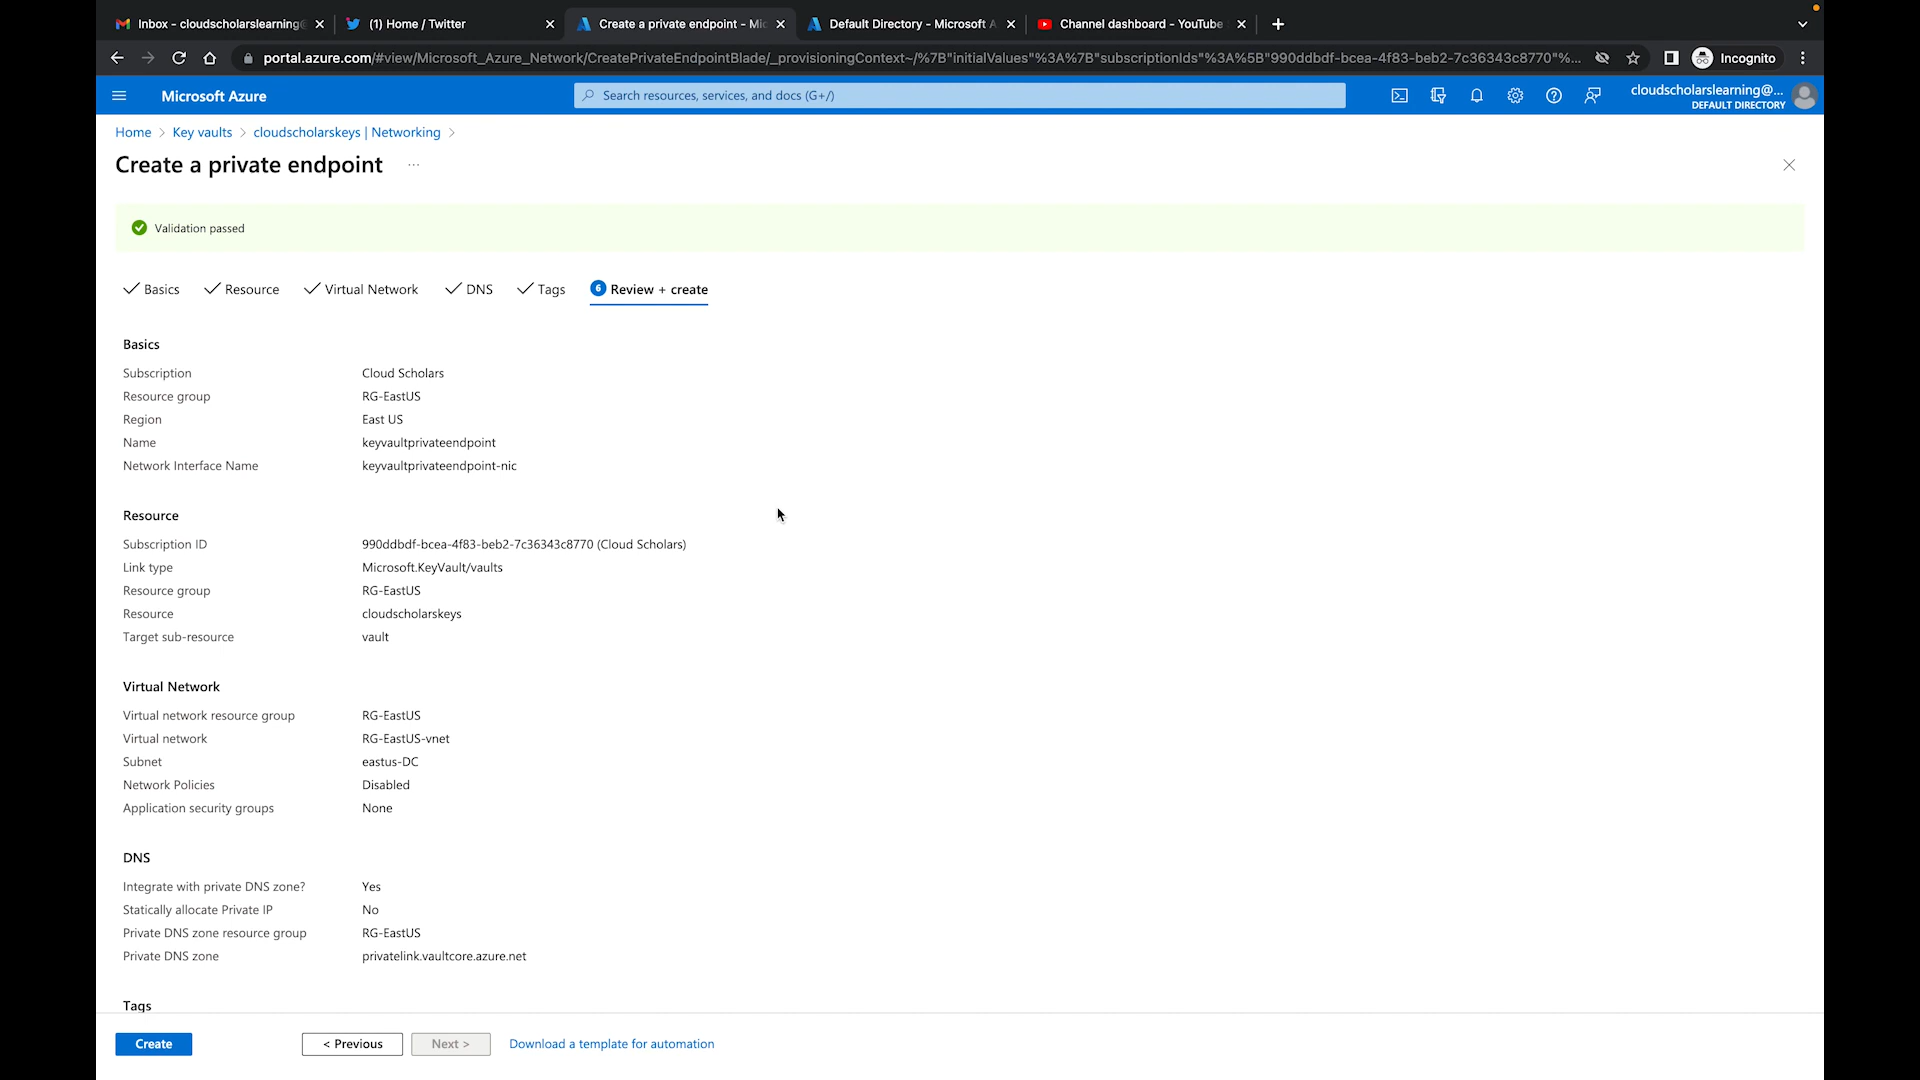 Inbox - cloudscholarslearning@
(1) Home / Twitter
Create a private endpoint - Mic
Default Directory - Microsoft A
Channel dashboard - YouTube
portal.azure.com/#view/Microsoft_Azure_Network/CreatePrivateEndpointBlade/_provisioningContext~/%7B"initialValues"%3A%7B"subscriptionIds"%3A%5B"990ddbdf-bcea-4f83-beb2-7c36343c8770"%...
Incognito
Microsoft Azure
Search resources, services, and docs (G+/)
cloudscholarslearning@...
DEFAULT DIRECTORY
Home > Key vaults > cloudscholarskeys | Networking >
Create a private endpoint ...
Validation passed
Basics
Resource
Virtual Network
DNS
Tags
6 Review + create
Basics
Subscription Cloud Scholars
Resource group RG-EastUS
Region East US
Name keyvaultprivateendpoint
Network Interface Name keyvaultprivateendpoint-nic
Resource
Subscription ID 990ddbdf-bcea-4f83-beb2-7c36343c8770 (Cloud Scholars)
Link type Microsoft.KeyVault/vaults
Resource group RG-EastUS
Resource cloudscholarskeys
Target sub-resource vault
Virtual Network
Virtual network resource group RG-EastUS
Virtual network RG-EastUS-vnet
Subnet eastus-DC
Network Policies Disabled
Application security groups None
DNS
Integrate with private DNS zone? Yes
Statically allocate Private IP No
Private DNS zone resource group RG-EastUS
Private DNS zone privatelink.vaultcore.azure.net
Tags
Create
< Previous
Next >
Download a template for automation